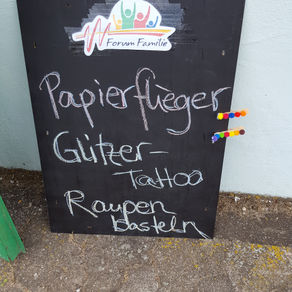 Forum Familie
Papierflieger
Glitzer-
Tattoo
Raupen
basteln